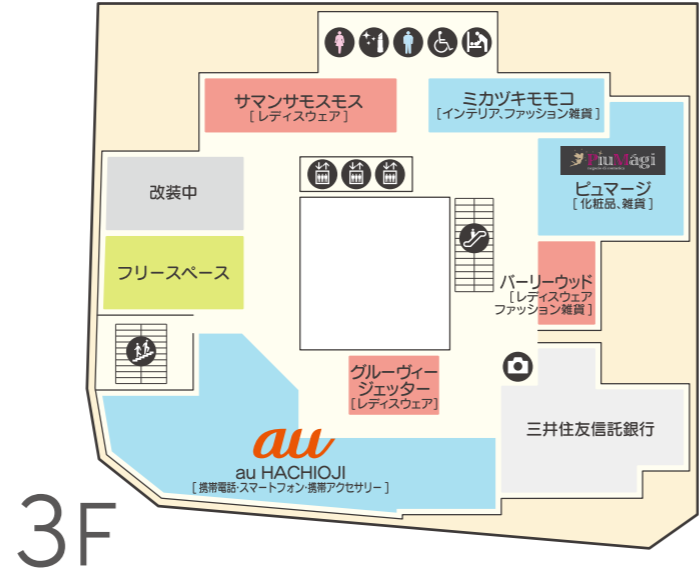 サマンサモスモス
[ レディスウェア ]
ミカヅキモモコ
[インテリア、ファッション雑貨 ]
改装中
PiuMági
ピュマージ
[ 化粧品、雑貨 ]
フリースペース
バーリーウッド
[レディスウェア
ファッション雑貨 ]
グルーヴィー
ジェッター
[レディスウェア]
三井住友信託銀行
au
au HACHIOJI
[ 携帯電話・スマートフォン・携帯アクセサリー ]
3F